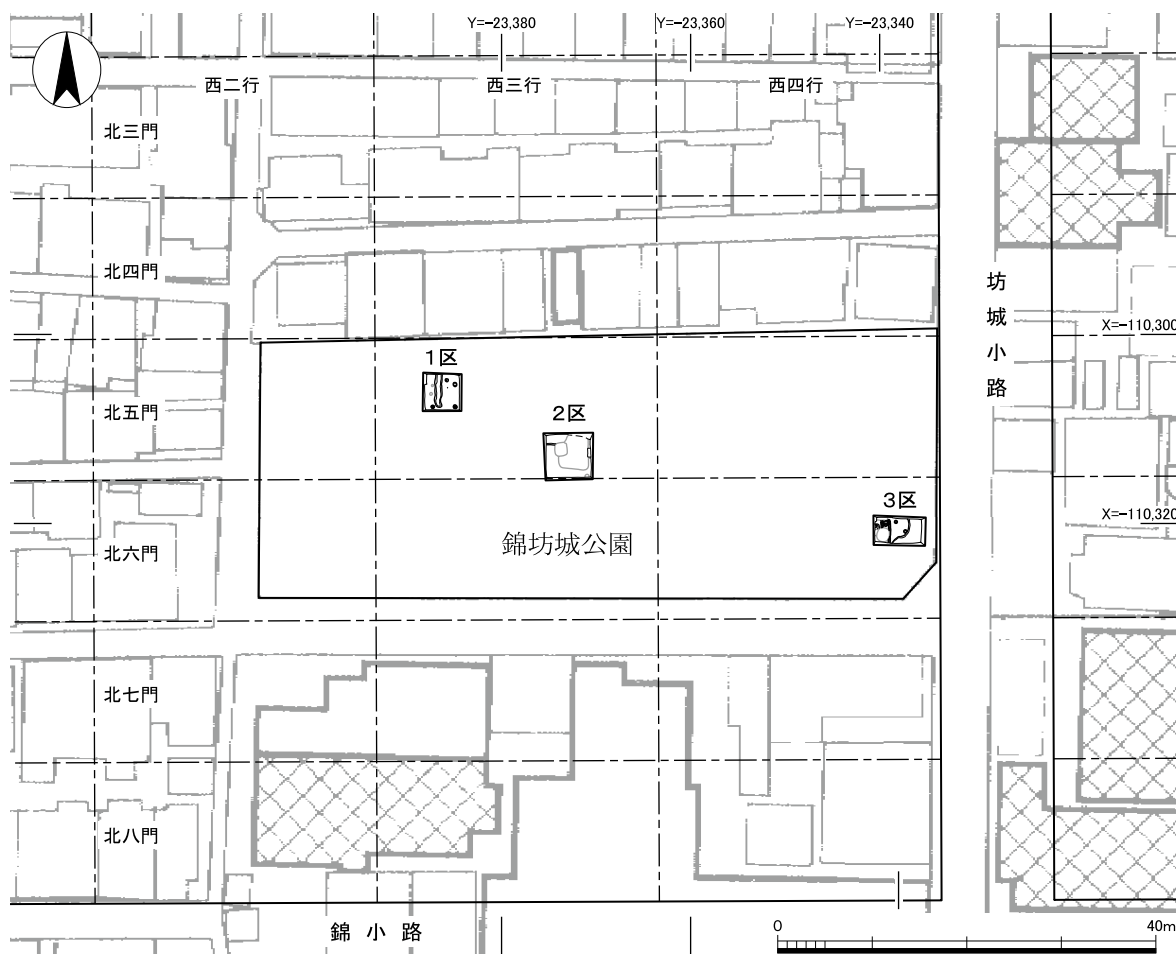 Y=-23,380
Y=-23,360
Y=-23,340
西二行
西三行
西四行
北三門
北四門
坊城小路
X=-110,300
1区
北五門
2区
3区
X=-110,320
北六門
錦坊城公園
北七門
北八門
錦小路
0
40m